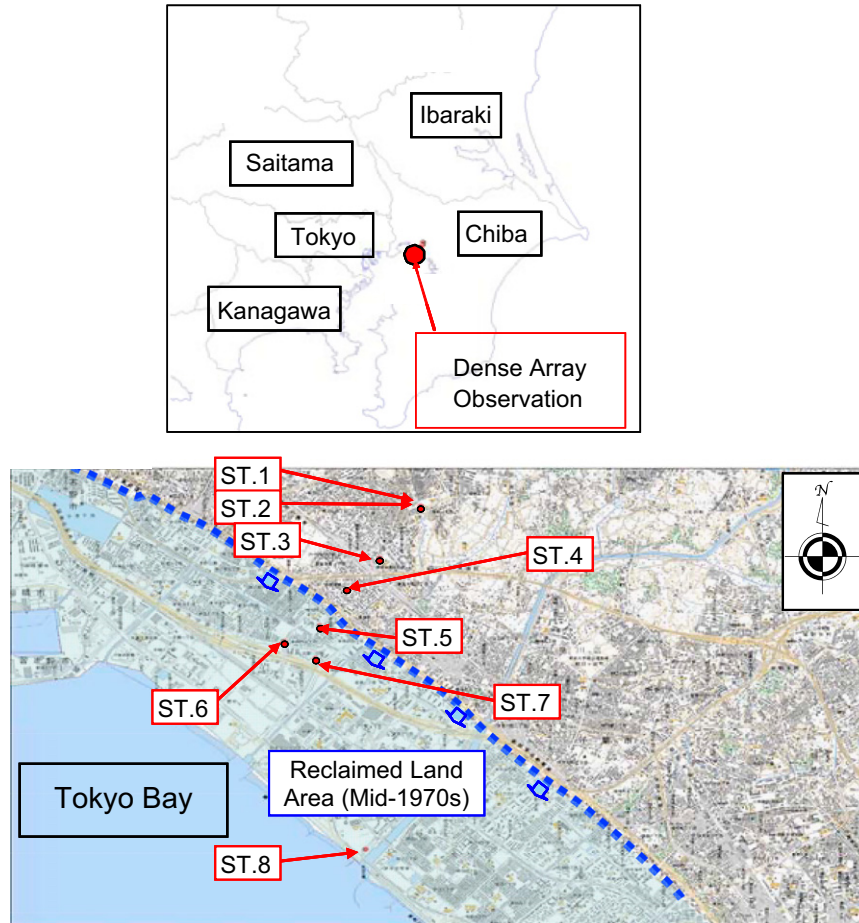 Ibaraki
Saitama
Tokyo
Chiba
Kanagawa
Dense Array
Observation
ST.1
ST.2
ST.3
ST.4
ST.5
ST.6
ST.7
N
Reclaimed Land
Area (Mid-1970s)
Tokyo Bay
ST.8